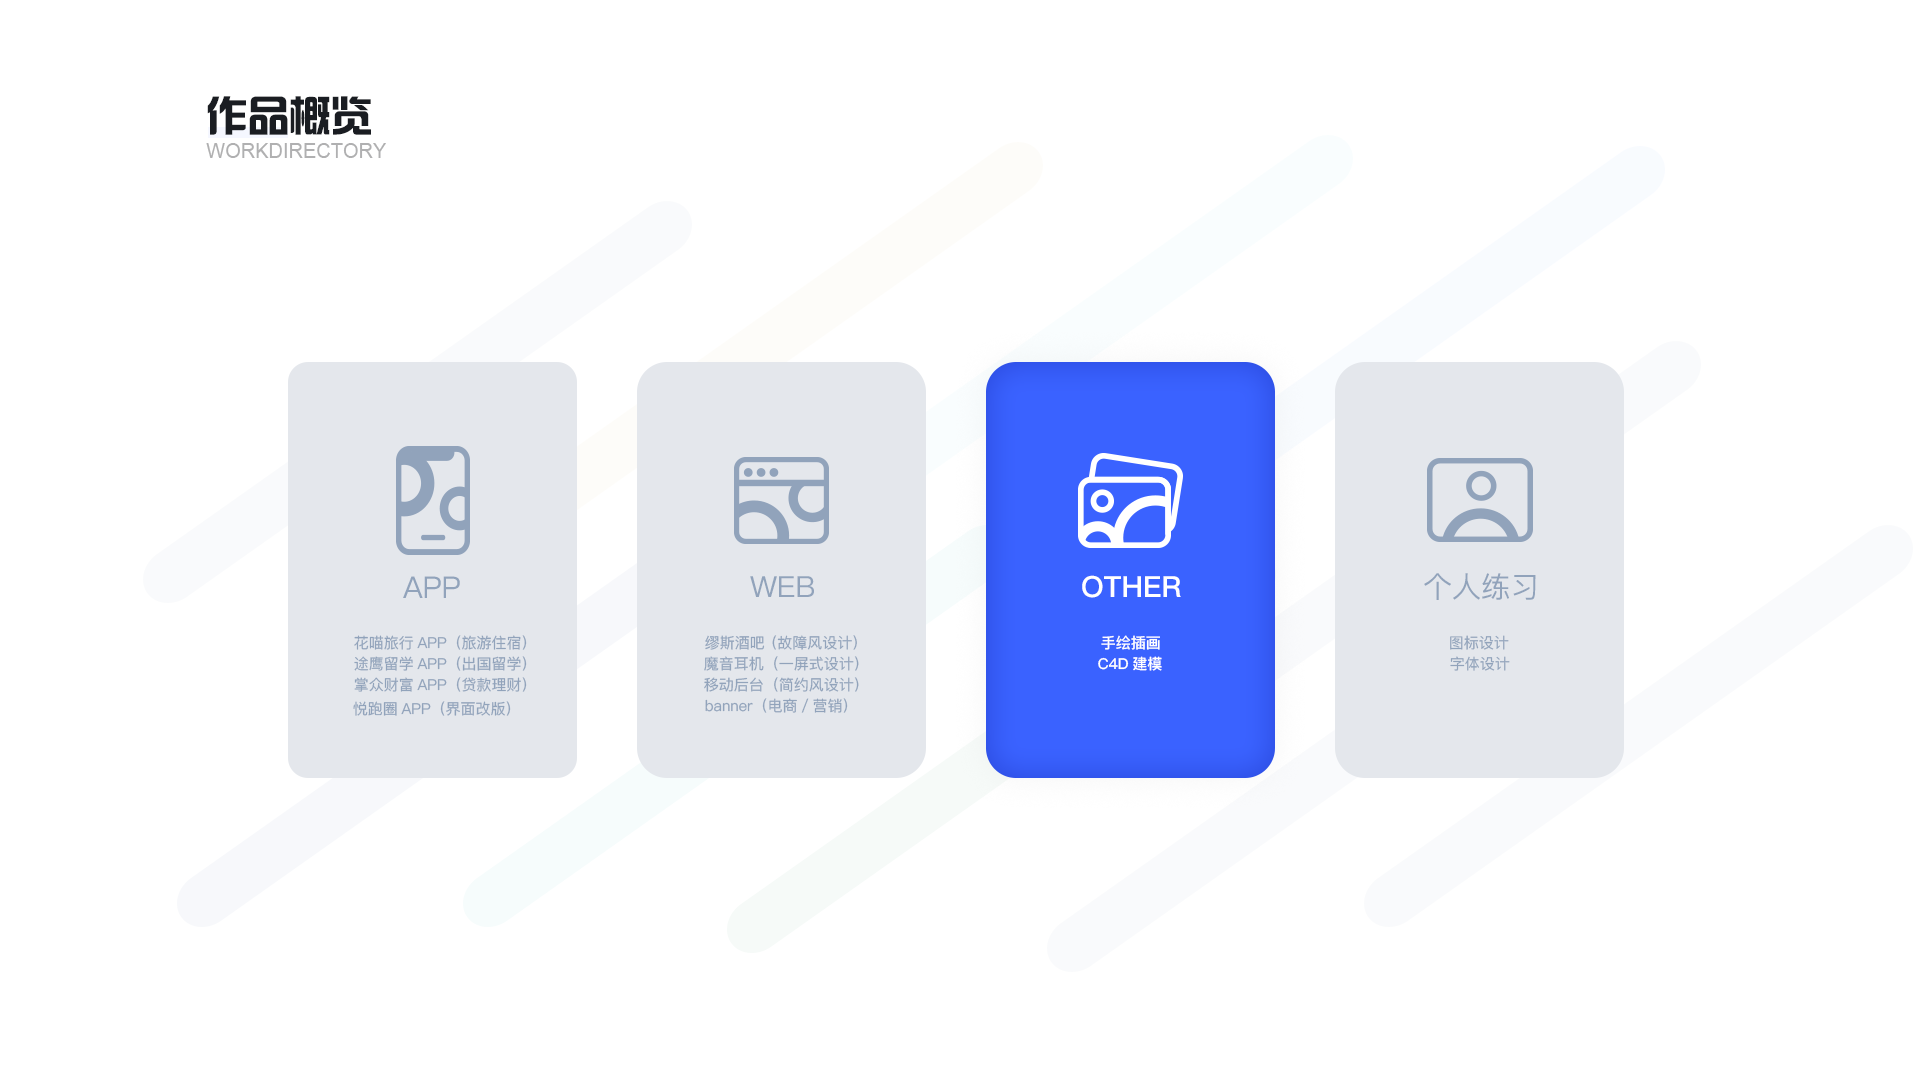 作品概览
WORKDIRECTORY
APP
花喵旅行 APP（旅游住宿）
途鹰留学 APP（出国留学）
掌众财富 APP（贷款理财）
悦跑圈 APP（界面改版）
WEB
缪斯酒吧（故障风设计）
魔音耳机（一屏式设计）
移动后台（简约风设计）
banner（电商 / 营销）
OTHER
手绘插画
C4D 建模
个人练习
图标设计
字体设计